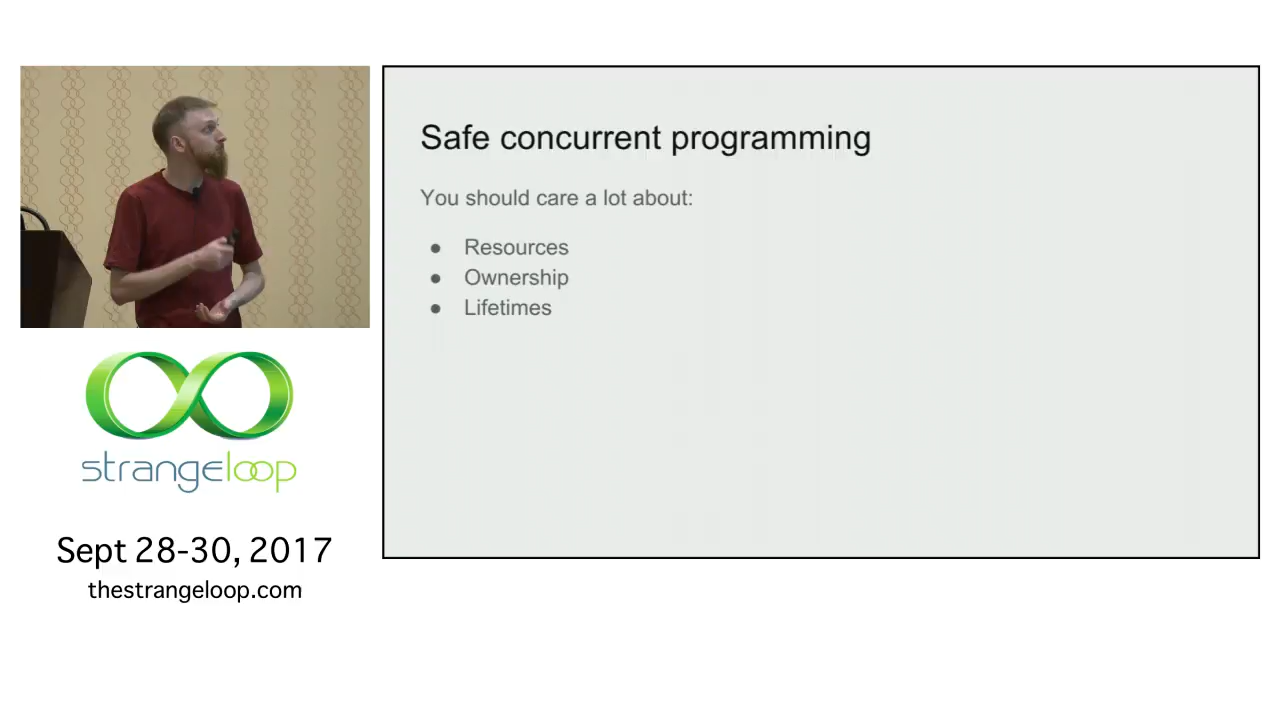 Safe concurrent programming
You should care a lot about:
● Resources
● Ownership
● Lifetimes
strangeloop
Sept 28-30, 2017
thestrangeloop.com